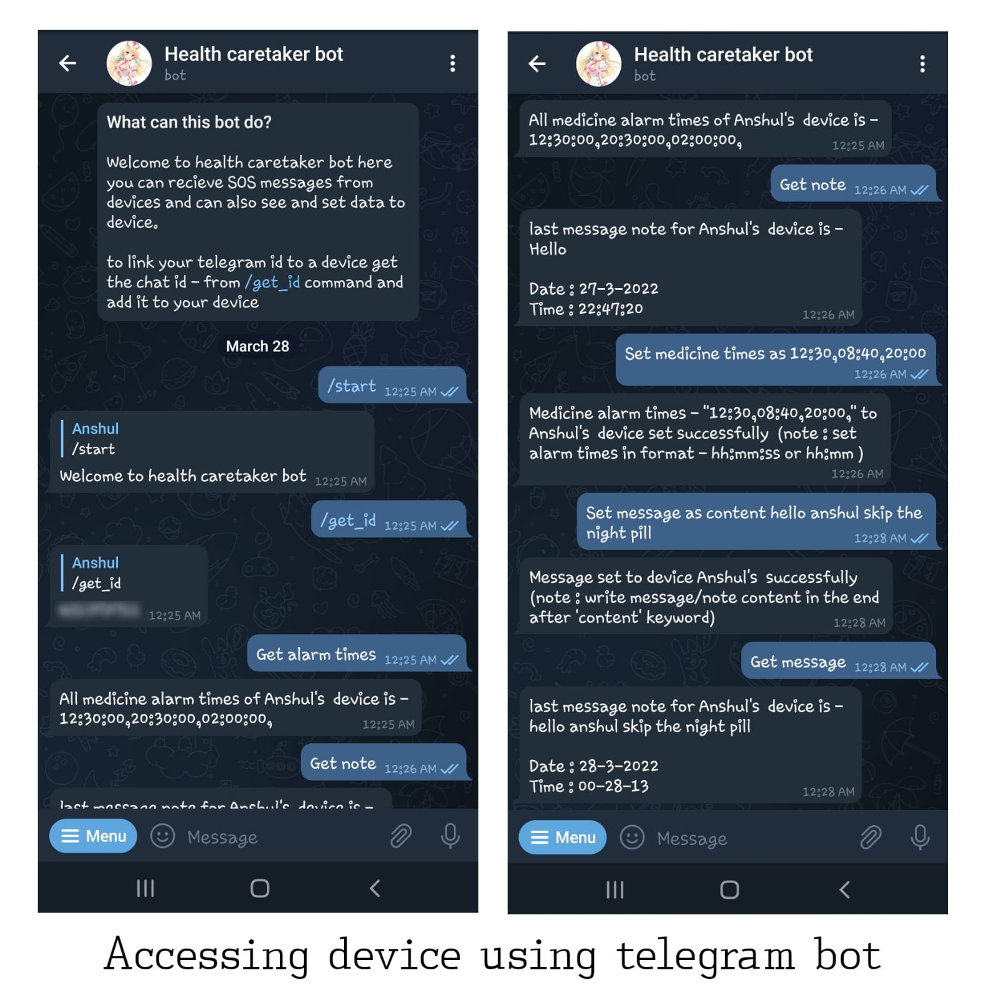 Health caretaker bot
bot
What can this bot do?
Welcome to health caretaker bot here
you can recieve SOS messages from
devices and can also see and set data to
device.
to link your telegram id to a device get
the chat id - from /get_id command and
add it to your device
March 28
/start 12:25 AM
Anshul
/start
Welcome to health caretaker bot 12:25 AM
/get_id 12:25 AM
Anshul
/get_id
12:25 AM
Get alarm times 12:25 AM
All medicine alarm times of Anshul's device is -
12:30:00,20:30:00,02:00:00, 12:25 AM
Get note 12:26 AM
last message note for Anshul's device is -
Menu Message
Health caretaker bot
bot
All medicine alarm times of Anshul's device is -
12:30:00,20:30:00,02:00:00, 12:25 AM
Get note 12:26 AM
last message note for Anshul's device is -
Hello
Date : 27-3-2022
Time : 22:47:20 12:26 AM
Set medicine times as 12:30,08:40,20:00
12:26 AM
Medicine alarm times - "12:30,08:40,20:00," to
Anshul's device set successfully (note : set
alarm times in format - hh:mm:ss or hh:mm )
12:26 AM
Set message as content hello anshul skip the
night pill 12:28 AM
Message set to device Anshul's successfully
(note : write message/note content in the end
after 'content' keyword) 12:28 AM
Get message 12:28 AM
last message note for Anshul's device is -
hello anshul skip the night pill
Date : 28-3-2022
Time : 00-28-13 12:28 AM
Menu Message
Accessing device using telegram bot